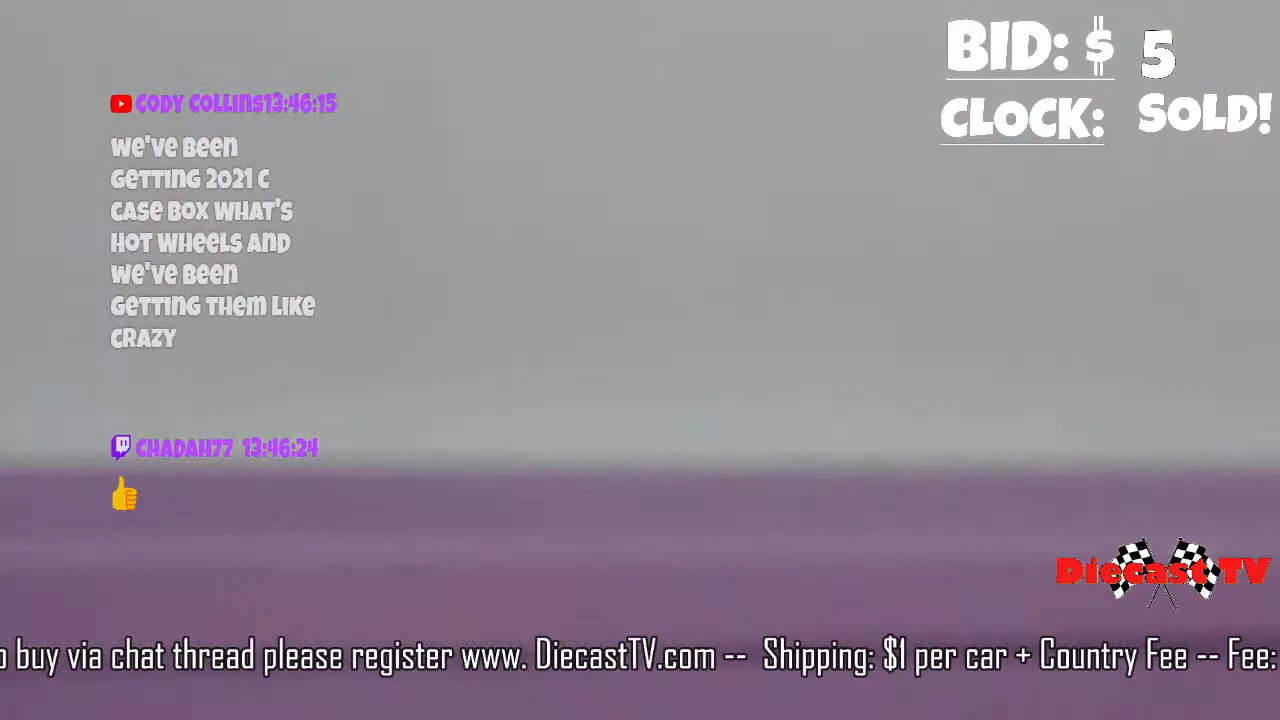 BID: $ 5
CLOCK: SOLD!
Cody Collins13:46:15
We've been
getting 2021 C
case box what's
Hot Wheels and
we've been
getting them like
crazy
chadah77 13:46:24
Diecast TV
o buy via chat thread please register www. DiecastTV.com -- Shipping: $1 per car + Country Fee -- Fee: